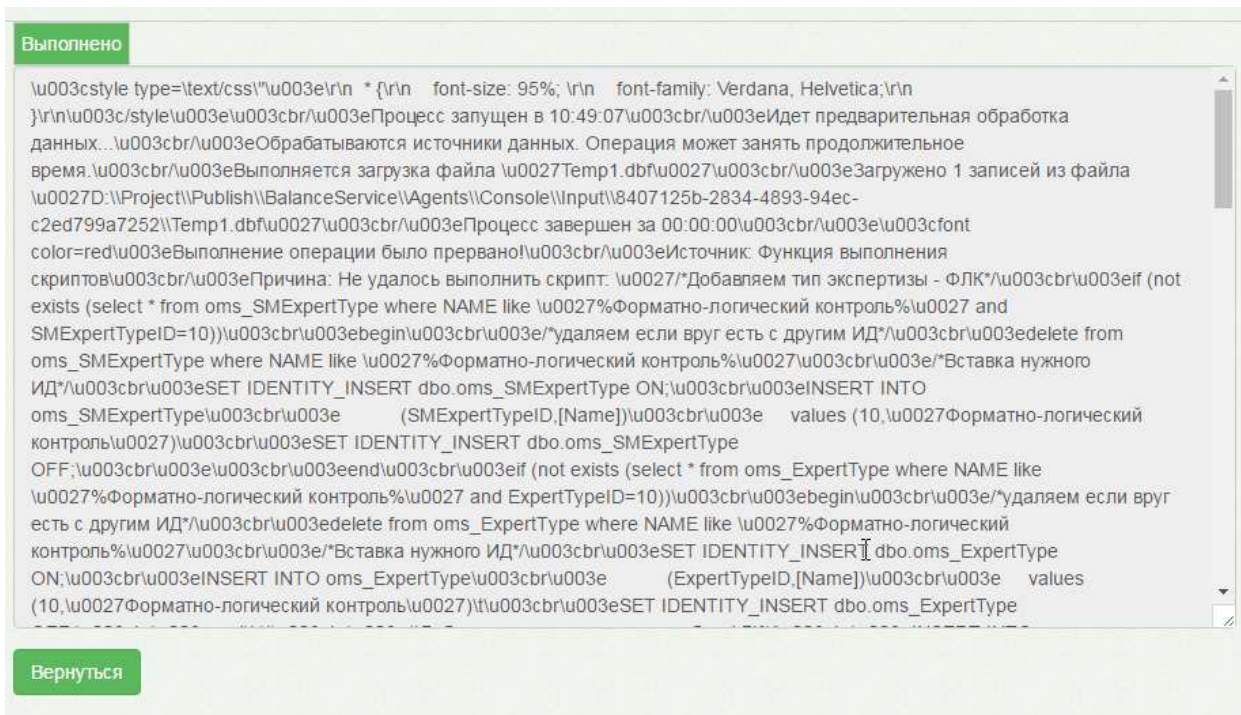 Выполнено
\u003cstyle type=\text/css\"\u003e\r\n * {\r\n font-size: 95%; \r\n font-family: Verdana, Helvetica;\r\n
}\r\n\u003c/style\u003e\u003cbr/\u003eПроцесс запущен в 10:49:07\u003cbr/\u003eИдет предварительная обработка
данных...\u003cbr/\u003eОбрабатываются источники данных. Операция может занять продолжительное
время.\u003cbr/\u003eВыполняется загрузка файла \u0027Temp1.dbf\u0027\u003cbr/\u003eЗагружено 1 записей из файла
\u0027D:\\Project\\Publish\\BalanceService\\Agents\\Console\\Input\\8407125b-2834-4893-94ec-
c2ed799a7252\\Temp1.dbf\u0027\u003cbr/\u003eПроцесс завершен за 00:00:00\u003cbr/\u003e\u003cfont
color=red\u003eВыполнение операции было прервано!\u003cbr/\u003eИсточник: Функция выполнения
скриптов\u003cbr/\u003eПричина: Не удалось выполнить скрипт: \u0027/*Добавляем тип экспертизы - ФЛК*/\u003cbr\u003eif (not
exists (select * from oms_SMExpertType where NAME like \u0027%Форматно-логический контроль%\u0027 and
SMExpertTypeID=10))\u003cbr\u003ebegin\u003cbr\u003e/*удаляем если вруг есть с другим ИД*/\u003cbr\u003edelete from
oms_SMExpertType where NAME like \u0027%Форматно-логический контроль%\u0027\u003cbr\u003e/*Вставка нужного
ИД*/\u003cbr\u003eSET IDENTITY_INSERT dbo.oms_SMExpertType ON;\u003cbr\u003eINSERT INTO
oms_SMExpertType\u003cbr\u003e (SMExpertTypeID,[Name])\u003cbr\u003e values (10,\u0027Форматно-логический
контроль\u0027)\u003cbr\u003eSET IDENTITY_INSERT dbo.oms_SMExpertType
OFF;\u003cbr\u003e\u003cbr\u003eend\u003cbr\u003eif (not exists (select * from oms_ExpertType where NAME like
\u0027%Форматно-логический контроль%\u0027 and ExpertTypeID=10))\u003cbr\u003ebegin\u003cbr\u003e/*удаляем если вруг
есть с другим ИД*/\u003cbr\u003edelete from oms_ExpertType where NAME like \u0027%Форматно-логический
контроль%\u0027\u003cbr\u003e/*Вставка нужного ИД*/\u003cbr\u003eSET IDENTITY_INSERT dbo.oms_ExpertType
ON;\u003cbr\u003eINSERT INTO oms_ExpertType\u003cbr\u003e (ExpertTypeID,[Name])\u003cbr\u003e values
(10,\u0027Форматно-логический контроль\u0027)\t\u003cbr\u003eSET IDENTITY_INSERT dbo.oms_ExpertType
Вернуться